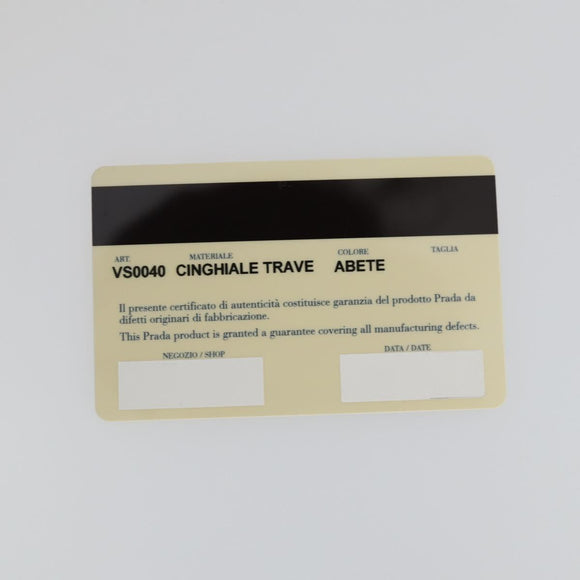 ART. MATERIALE COLORE TAGLIA
VS0040 CINGHIALE TRAVE ABETE
Il presente certificato di autenticità costituisce garanzia del prodotto Prada da
difetti originari di fabbricazione.
This Prada product is granted a guarantee covering all manufacturing defects.
NEGOZIO / SHOP DATA / DATE